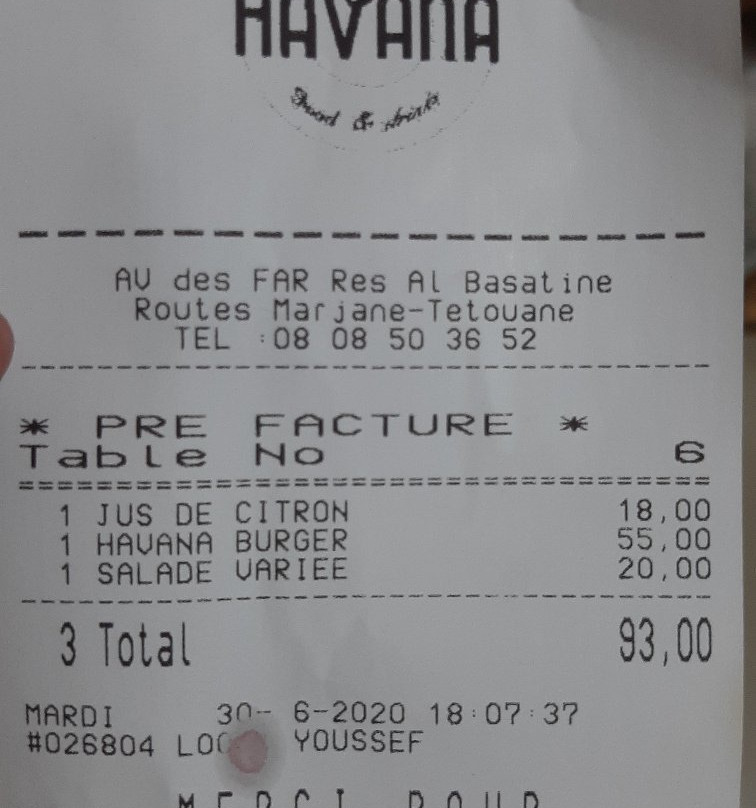 HAVANA
Food & drinks
AV des FAR Res Al Basatine
Routes Marjane-Tetouane
TEL :08 08 50 36 52
* PRE FACTURE *
Table No 6
1 JUS DE CITRON 18,00
1 HAVANA BURGER 55,00
1 SALADE VARIEE 20,00
3 Total 93,00
MARDI 30- 6-2020 18:07:37
#026804 YOUSSEF
MERCI POUR